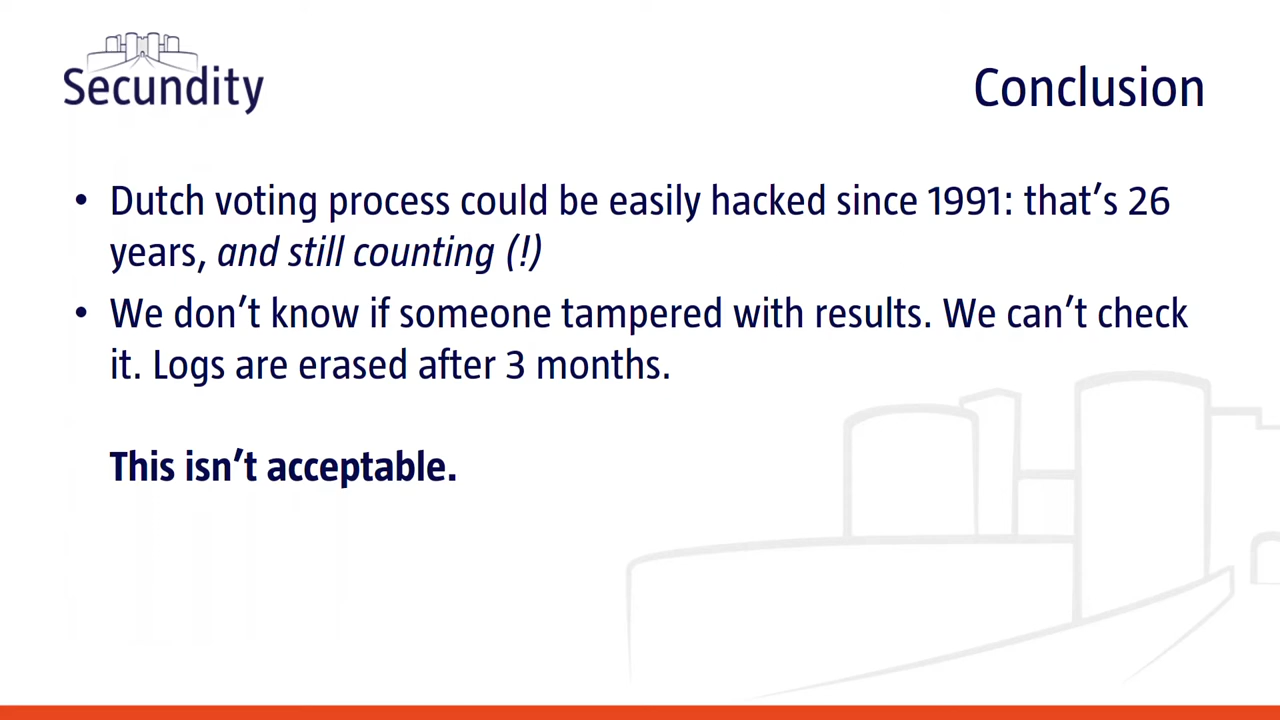 Secundity
Conclusion
• Dutch voting process could be easily hacked since 1991: that’s 26
years, and still counting (!)
• We don’t know if someone tampered with results. We can’t check
it. Logs are erased after 3 months.
This isn’t acceptable.